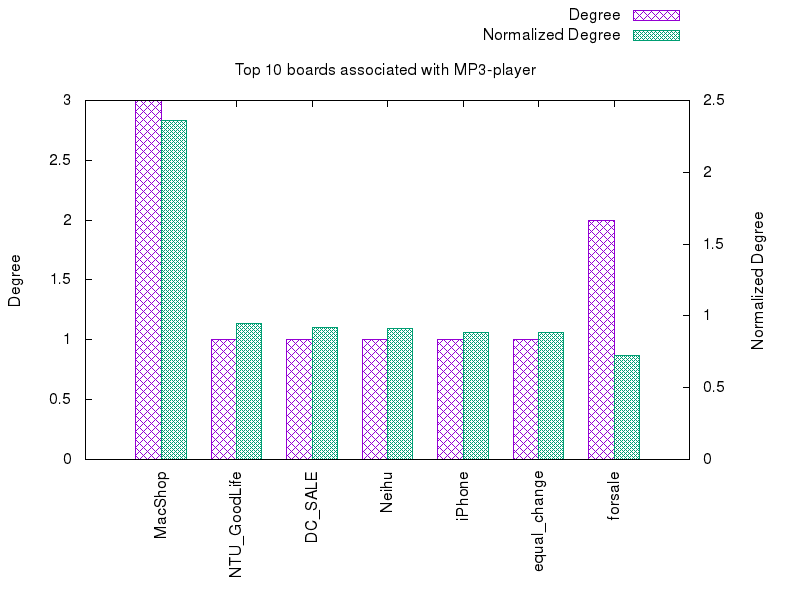 Degree
Normalized Degree
Top 10 boards associated with MP3-player
3
2.5
2
1.5
1
0.5
0
2.5
2
1.5
1
0.5
0
Degree
Normalized Degree
MacShop
NTU_GoodLife
DC_SALE
Neihu
iPhone
equal_change
forsale